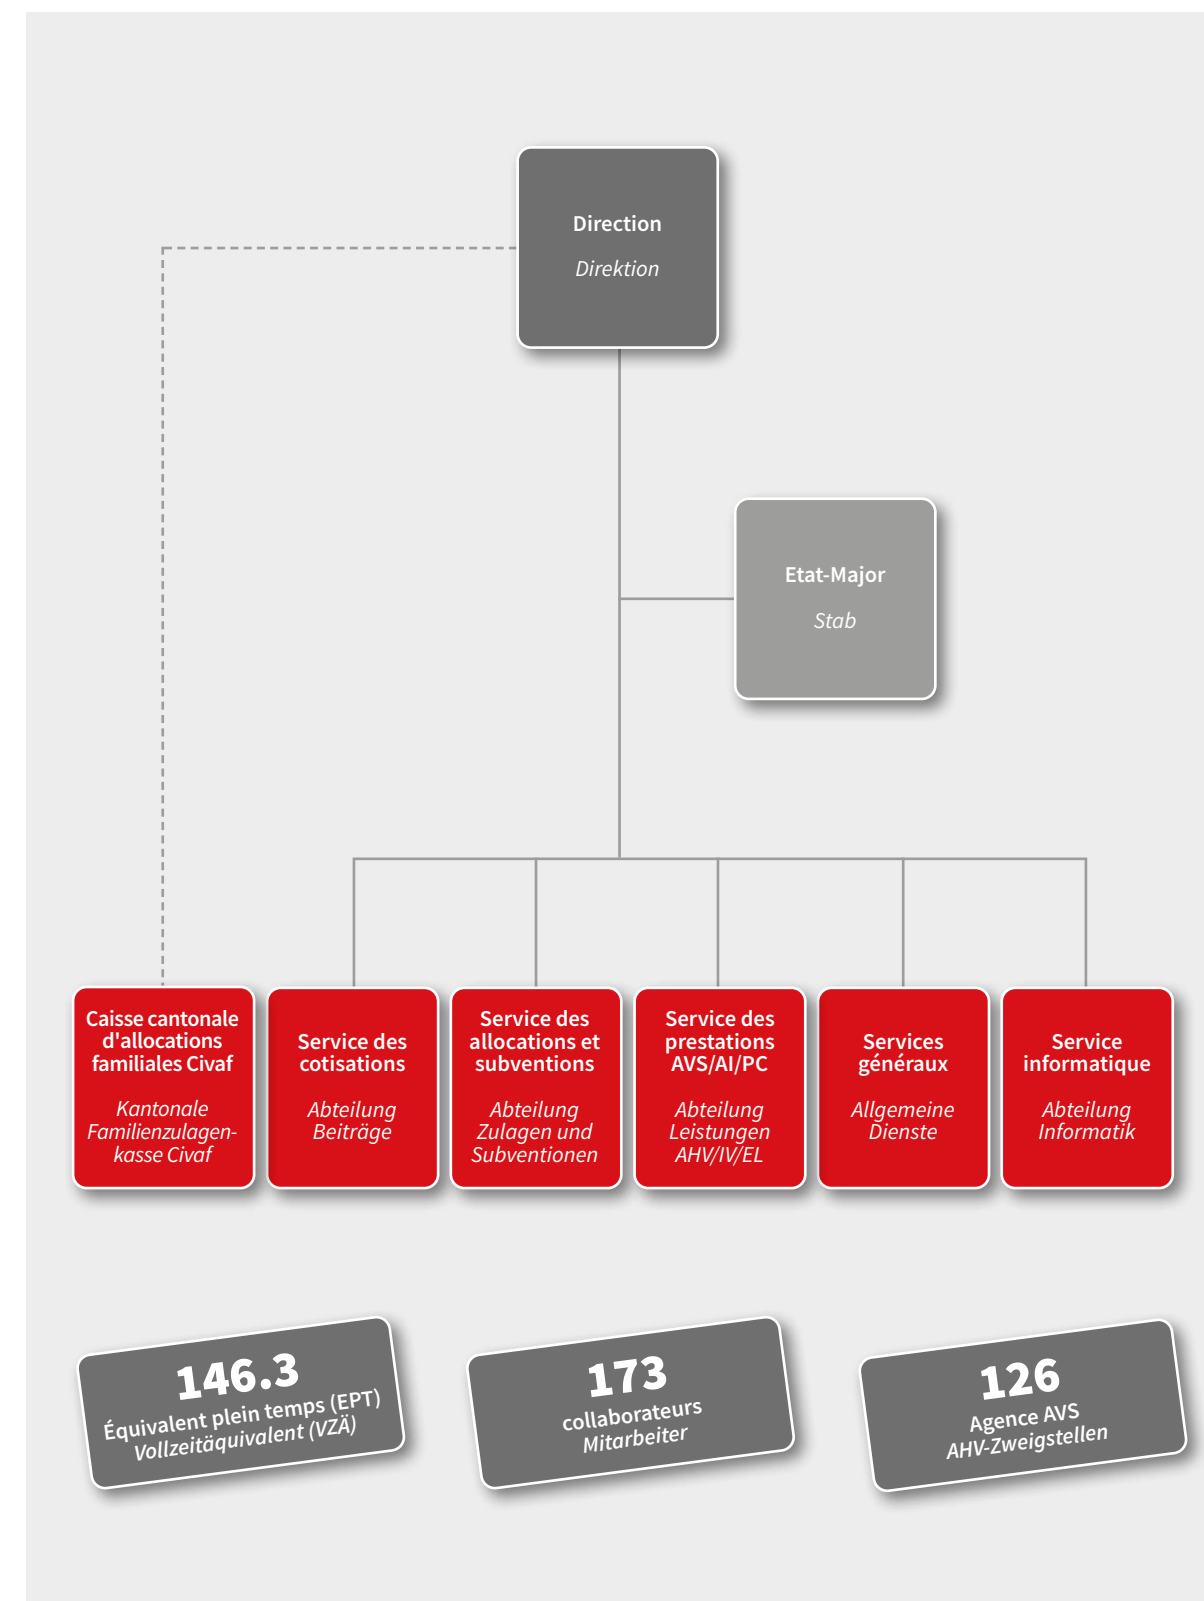 Direction
Direktion
Etat-Major
Stab
Caisse cantonale
d'allocations
familiales Civaf
Kantonale
Familienzulagen-
kasse Civaf
Service des
cotisations
Abteilung
Beiträge
Service des
allocations et
subventions
Abteilung
Zulagen und
Subventionen
Service des
prestations
AVS/AI/PC
Abteilung
Leistungen
AHV/IV/EL
Services
généraux
Allgemeine
Dienste
Service
informatique
Abteilung
Informatik
146.3
Équivalent plein temps (EPT)
Vollzeitäquivalent (VZÄ)
173
collaborateurs
Mitarbeiter
126
Agence AVS
AHV-Zweigstellen